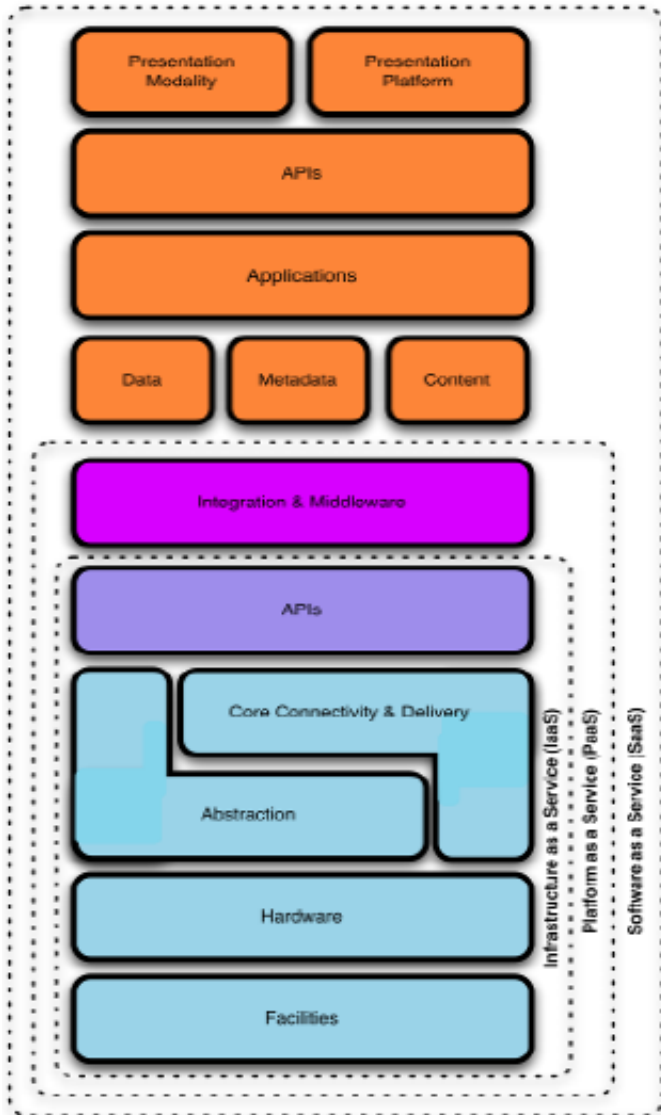 Presentation
Modality
Presentation
Platform
APIs
Applications
Data
Metadata
Content
Integration & Middleware
APIs
Core Connectivity & Delivery
Abstraction
Hardware
Facilities
Infrastructure as a Service (IaaS)
Platform as a Service (PaaS)
Software as a Service (SaaS)